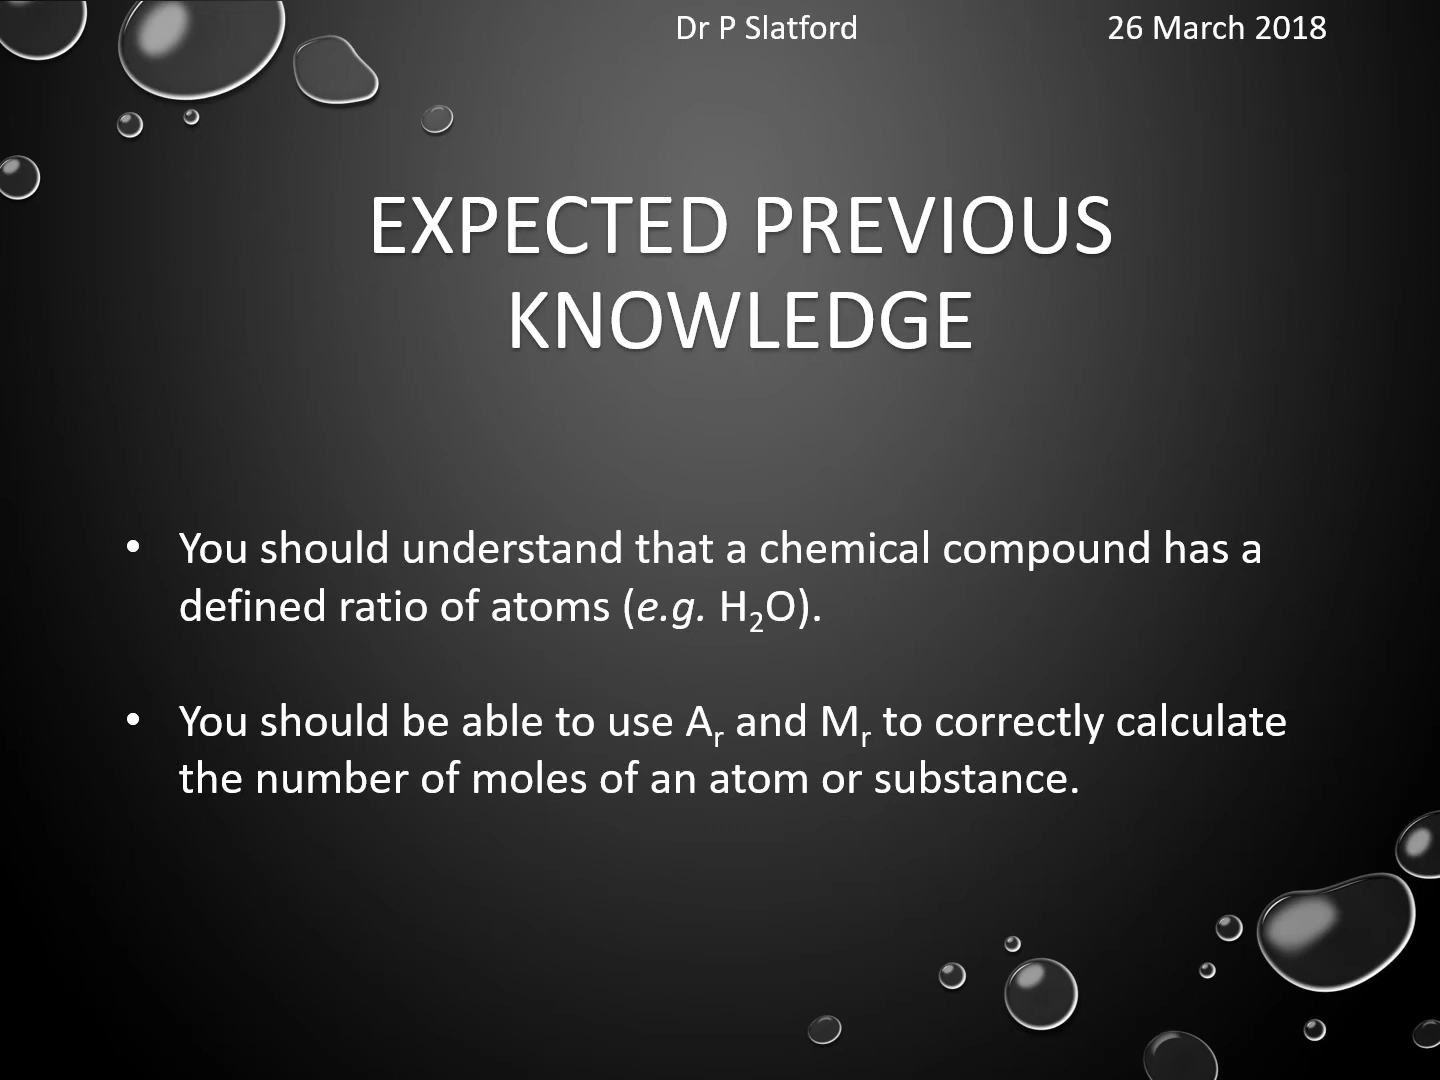 Dr P Slatford 26 March 2018
EXPECTED PREVIOUS
KNOWLEDGE
• You should understand that a chemical compound has a
defined ratio of atoms (e.g. H₂O).
• You should be able to use Aᵣ and Mᵣ to correctly calculate
the number of moles of an atom or substance.